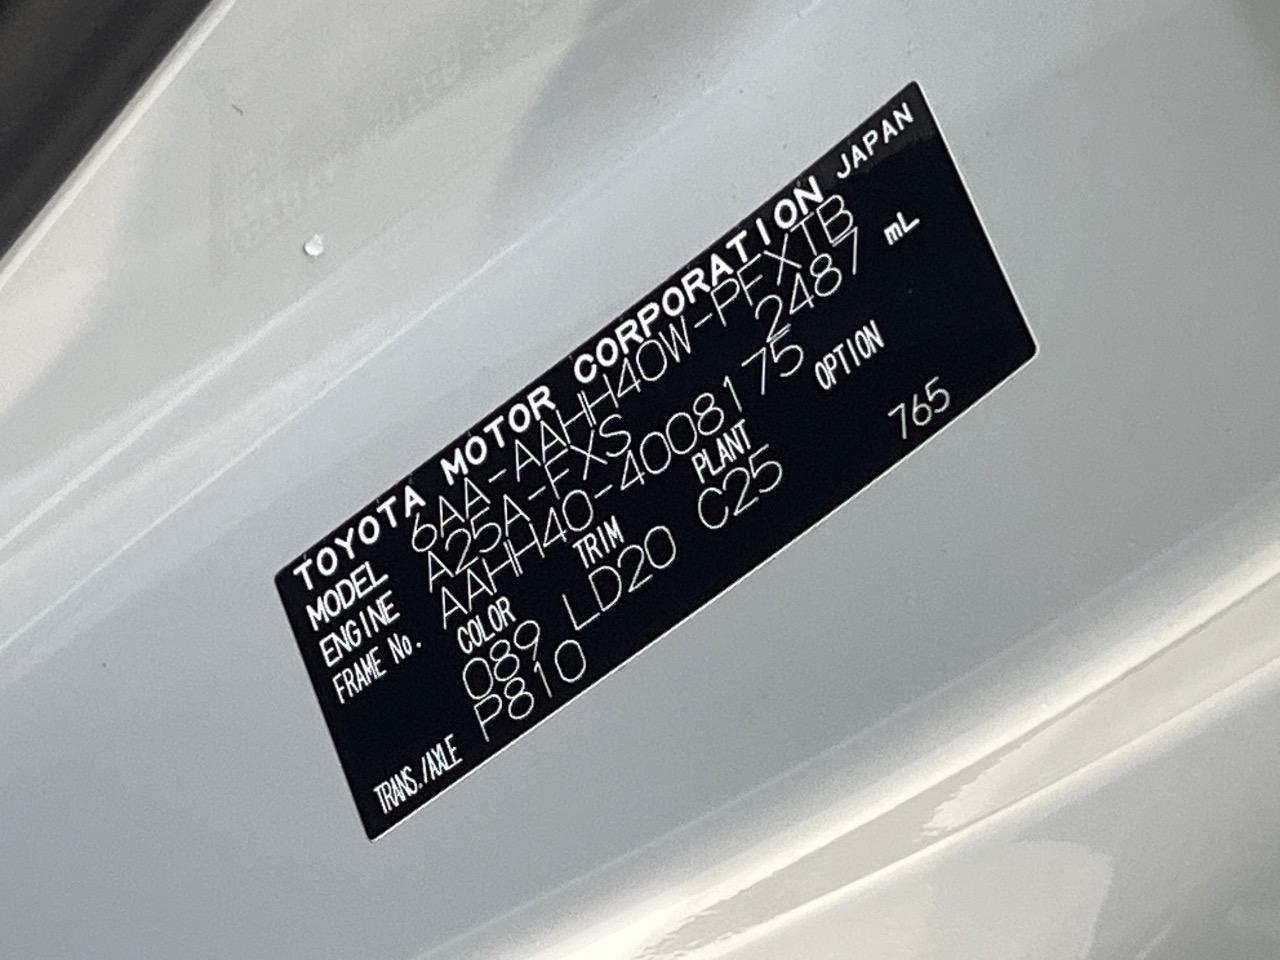 TOYOTA MOTOR CORPORATION JAPAN
MODEL 6AA-AAHH40W-PFXTB
ENGINE A25A-FXS 2487 mL
FRAME No. AAHH40-4008175
COLOR TRIM PLANT OPTION
089 LD20 C25 765
TRANS./AXLE P810